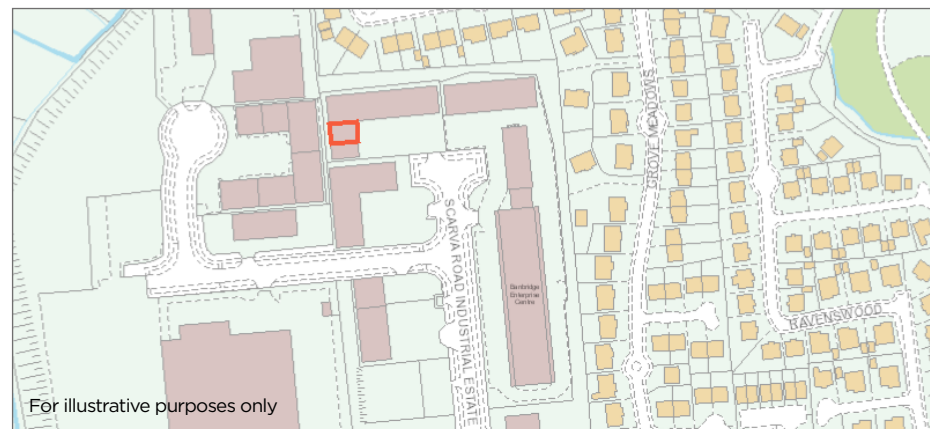 GROVE MEADOWS
SCARVA ROAD INDUSTRIAL ESTATE
Banbridge
Enterprise
Centre
RAVENSWOOD
For illustrative purposes only